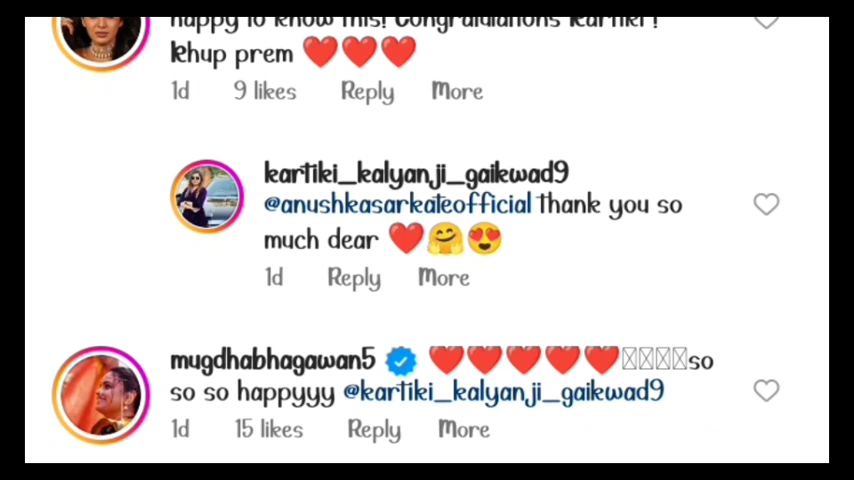 happy to know this! Congratulations Kartiki !
Khup prem ❤️❤️❤️
1d 9 likes Reply More
kartiki_kalyanji_gaikwad9
@anushkasarkateofficial thank you so
much dear ❤️🤗😍
1d Reply More
mugdhabhagawan5 ❤️❤️❤️❤️❤️so
so so happyyy @kartiki_kalyanji_gaikwad9
1d 15 likes Reply More